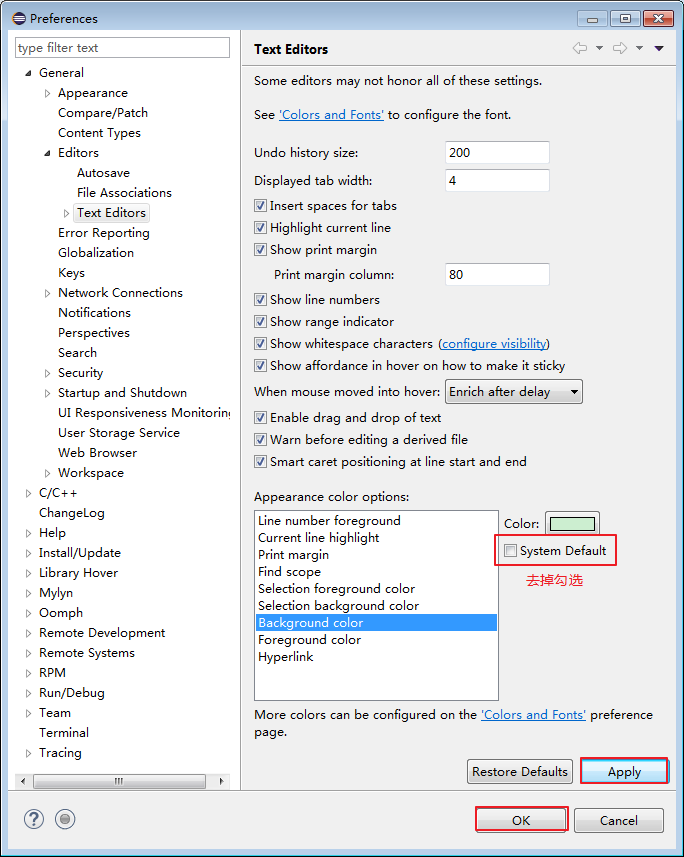 Preferences
type filter text
General
Appearance
Compare/Patch
Content Types
Editors
Autosave
File Associations
Text Editors
Error Reporting
Globalization
Keys
Network Connections
Notifications
Perspectives
Search
Security
Startup and Shutdown
UI Responsiveness Monitoring
User Storage Service
Web Browser
Workspace
C/C++
ChangeLog
Help
Install/Update
Library Hover
Mylyn
Oomph
Remote Development
Remote Systems
RPM
Run/Debug
Team
Terminal
Tracing
Text Editors
Some editors may not honor all of these settings.
See 'Colors and Fonts' to configure the font.
Undo history size: 200
Displayed tab width: 4
Insert spaces for tabs
Highlight current line
Show print margin
Print margin column: 80
Show line numbers
Show range indicator
Show whitespace characters (configure visibility)
Show affordance in hover on how to make it sticky
When mouse moved into hover: Enrich after delay
Enable drag and drop of text
Warn before editing a derived file
Smart caret positioning at line start and end
Appearance color options:
Line number foreground
Current line highlight
Print margin
Find scope
Selection foreground color
Selection background color
Background color
Foreground color
Hyperlink
Color:
System Default
去掉勾选
More colors can be configured on the 'Colors and Fonts' preference
page.
Restore Defaults Apply
? OK Cancel